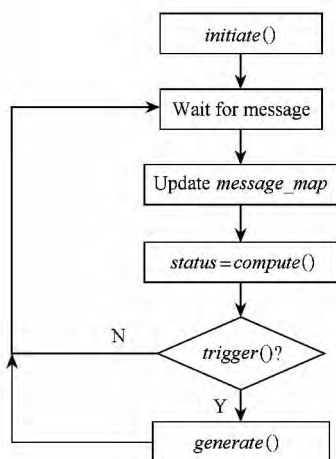 initiate()
Wait for message
Update message_map
status=compute()
N
trigger()?
Y
generate()